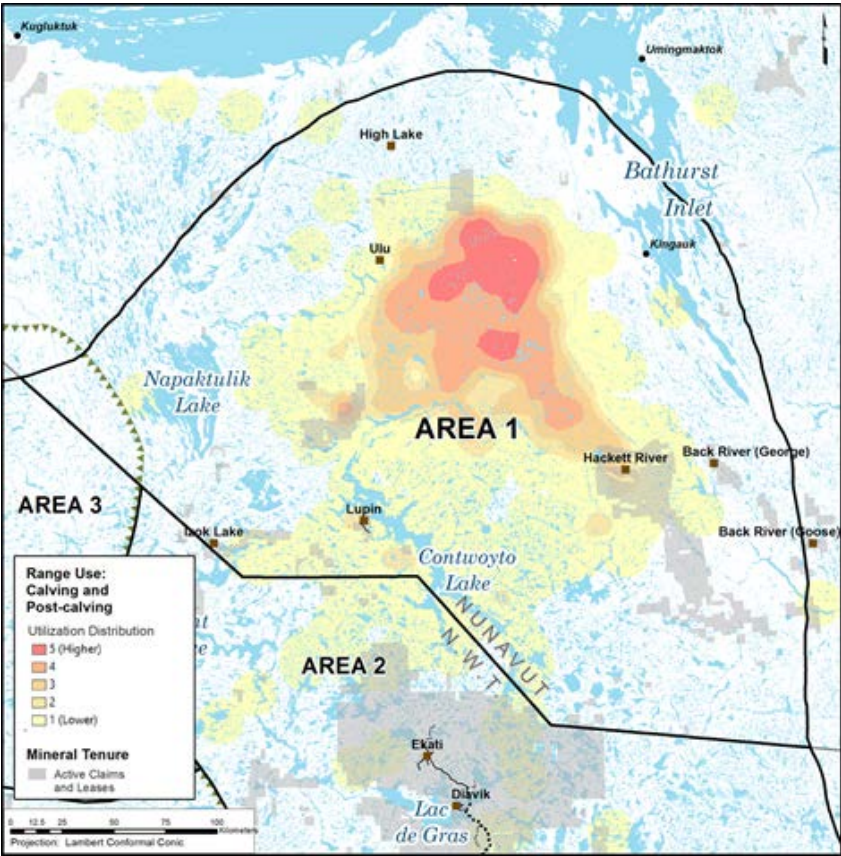 Kugluktuk
Umingmaktok
High Lake
Bathurst
Inlet
Ulu
Kingauk
Napaktulik
Lake
AREA 1
Hackett River
Back River (George)
AREA 3
Lupin
Izok Lake
Back River (Goose)
Contwoyto
Lake
NUNAVUT
N.W.T
AREA 2
Range Use:
Calving and
Post-calving
Utilization Distribution
5 (Higher)
4
3
2
1 (Lower)
Mineral Tenure
Active Claims
and Leases
Ekati
Diavik
Lac
de Gras
0 12.5 25 50 75 100
Kilometers
Projection: Lambert Conformal Conic